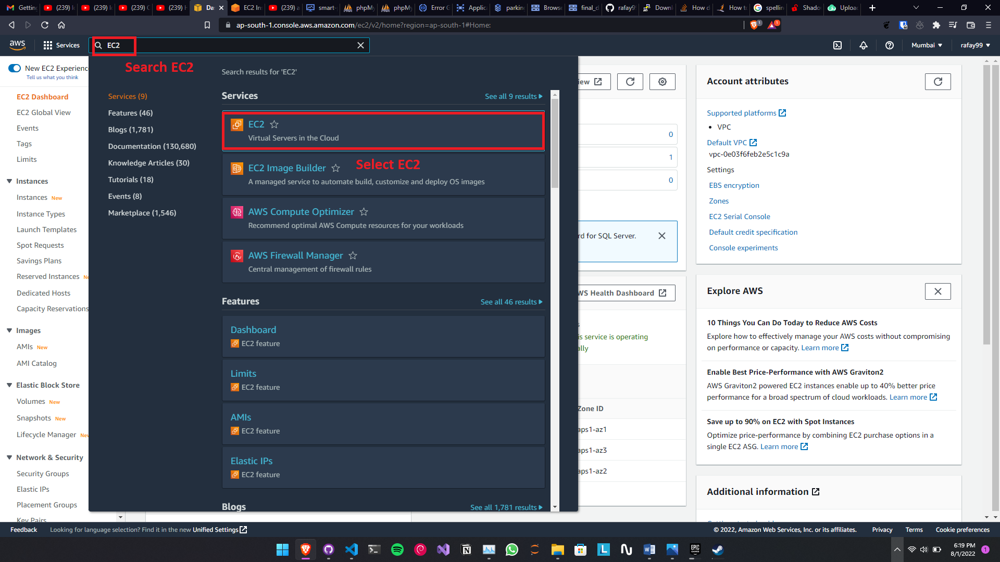 Getting
(239) Io
(239) Io
(239) C
(239) H
Da
EC2 In
(239) a
smart-
phpMy
phpMy
Error G
Applic
parkin
Browse
final_d
rafay9
Downl
How d
How to
spellin
Shado
Uploa
ap-south-1.console.aws.amazon.com/ec2/v2/home?region=ap-south-1#Home:
1
1
aws
Services
EC2
Mumbai
rafay99
New EC2 Experience
Tell us what you think
EC2 Dashboard
EC2 Global View
Events
Tags
Limits
Instances
Instances New
Instance Types
Launch Templates
Spot Requests
Savings Plans
Reserved Instances Ne
Dedicated Hosts
Capacity Reservations
Images
AMIs New
AMI Catalog
Elastic Block Store
Volumes New
Snapshots New
Lifecycle Manager New
Network & Security
Security Groups
Elastic IPs
Placement Groups
Key Pairs
Search EC2
Services (9)
Features (46)
Blogs (1,781)
Documentation (130,680)
Knowledge Articles (30)
Tutorials (18)
Events (8)
Marketplace (1,546)
Search results for 'EC2'
Services
See all 9 results
EC2
Virtual Servers in the Cloud
Select EC2
EC2 Image Builder
A managed service to automate build, customize and deploy OS images
AWS Compute Optimizer
Recommend optimal AWS Compute resources for your workloads
AWS Firewall Manager
Central management of firewall rules
Features
See all 46 results
Dashboard
EC2 feature
Limits
EC2 feature
AMIs
EC2 feature
Elastic IPs
EC2 feature
Blogs
See all 1,781 results
iew
0
1
0
rd for SQL Server.
WS Health Dashboard
s
is service is operating
ally
Zone ID
aps1-az1
aps1-az3
aps1-az2
Account attributes
Supported platforms
• VPC
Default VPC
vpc-0e03f6feb2e5c1c9a
Settings
EBS encryption
Zones
EC2 Serial Console
Default credit specification
Console experiments
Explore AWS
10 Things You Can Do Today to Reduce AWS Costs
Explore how to effectively manage your AWS costs without compromising
on performance or capacity. Learn more
Enable Best Price-Performance with AWS Graviton2
AWS Graviton2 powered EC2 instances enable up to 40% better price
performance for a broad spectrum of cloud workloads. Learn more
Save up to 90% on EC2 with Spot Instances
Optimize price-performance by combining EC2 purchase options in a
single EC2 ASG. Learn more
Additional information
Feedback
Looking for language selection? Find it in the new Unified Settings
© 2022, Amazon Web Services, Inc. or its affiliates.
Privacy
Terms
Cookie preferences
EPIC
GAMES
6:19 PM
8/1/2022
1